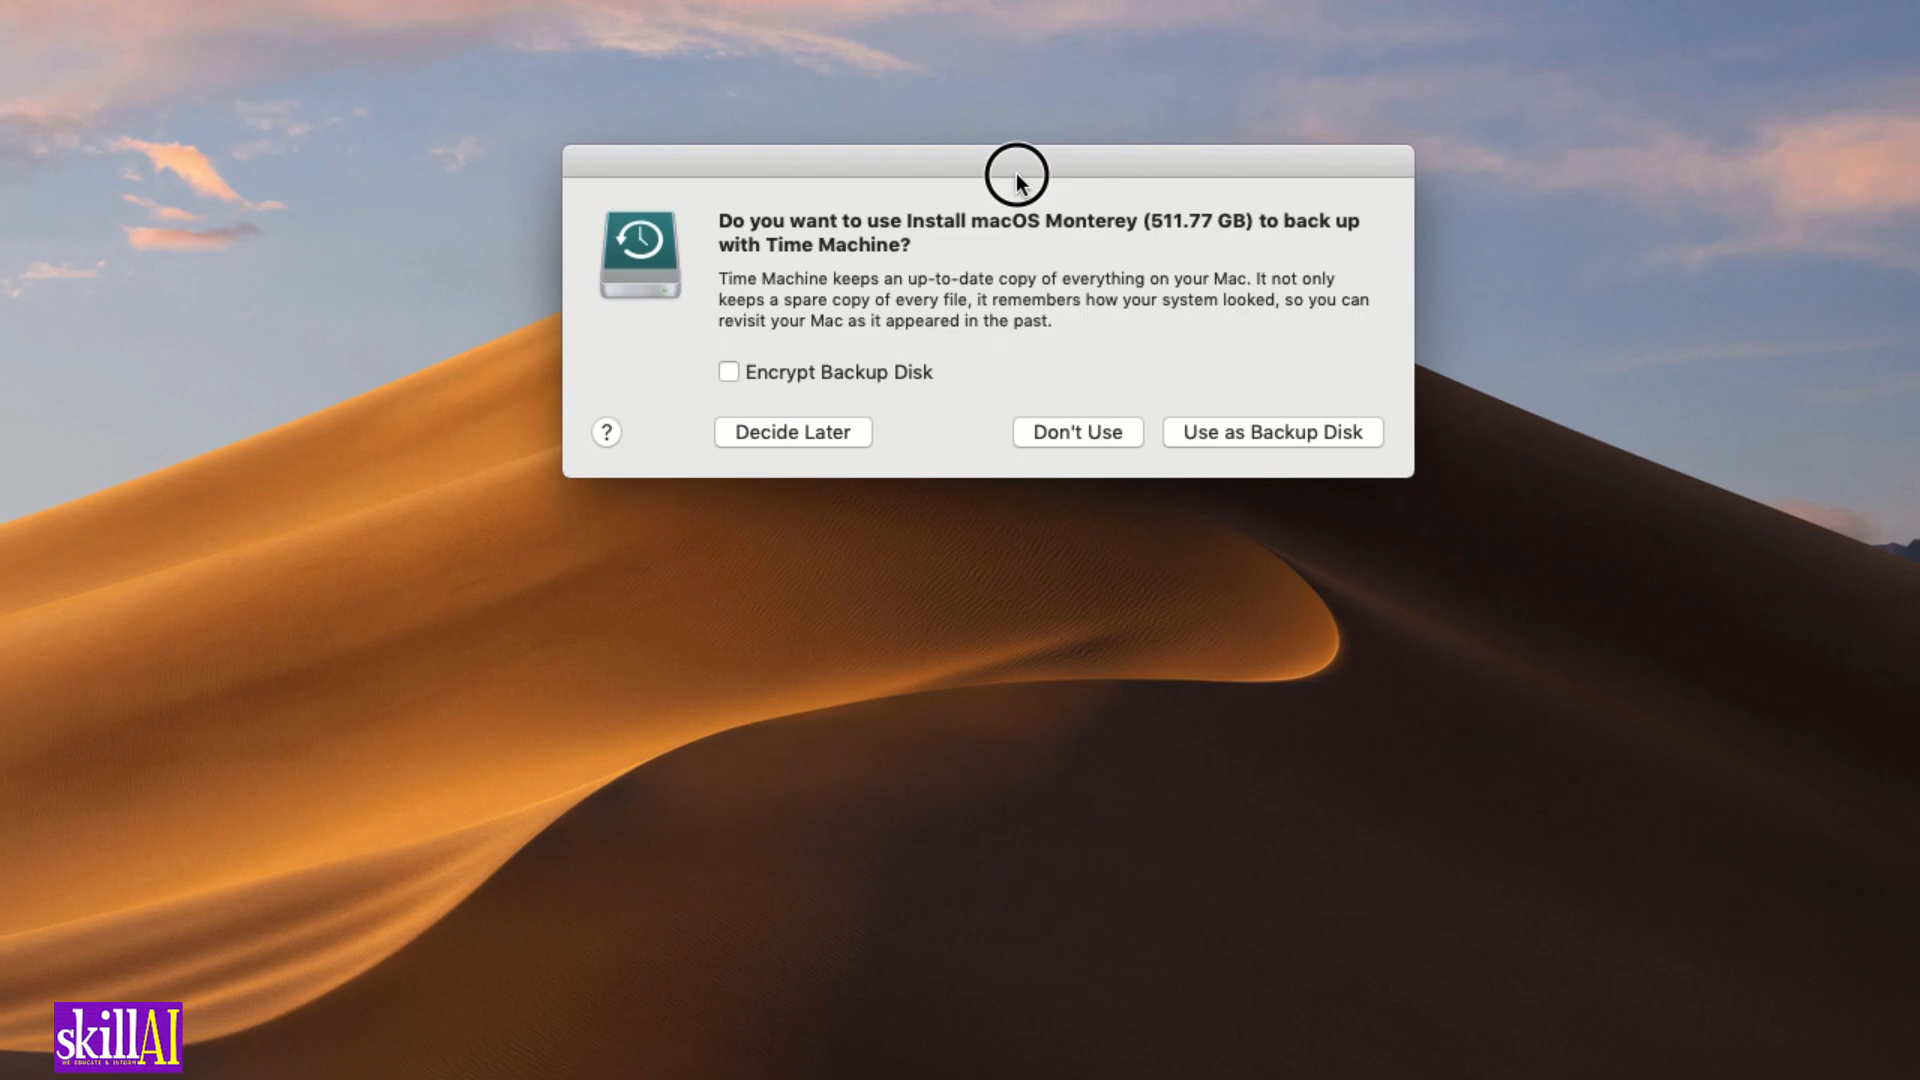 Do you want to use Install macOS Monterey (511.77 GB) to back up
with Time Machine?
Time Machine keeps an up-to-date copy of everything on your Mac. It not only
keeps a spare copy of every file, it remembers how your system looked, so you can
revisit your Mac as it appeared in the past.
Encrypt Backup Disk
?
Decide Later
Don't Use
Use as Backup Disk
skillAI
WE EDUCATE & INFORM